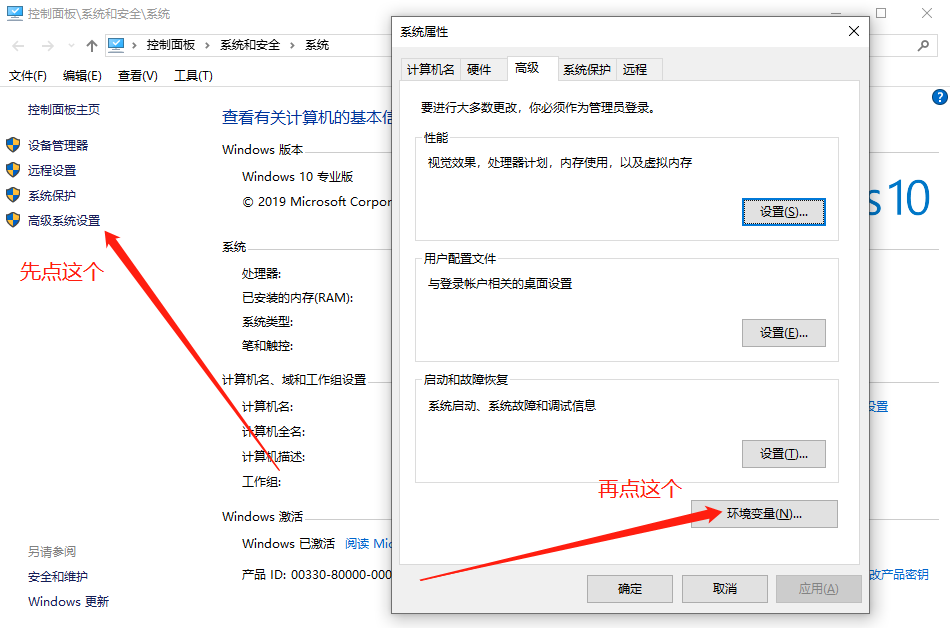 控制面板\系统和安全\系统
控制面板 › 系统和安全 › 系统
文件(F) 编辑(E) 查看(V) 工具(T)
控制面板主页
设备管理器
远程设置
系统保护
高级系统设置
先点这个
另请参阅
安全和维护
Windows 更新
查看有关计算机的基本信
Windows 版本
Windows 10 专业版
© 2019 Microsoft Corpor
s 10
系统
处理器:
已安装的内存(RAM):
系统类型:
笔和触控:
计算机名、域和工作组设置
计算机名:
计算机全名:
计算机描述:
工作组:
设置
Windows 激活
Windows 已激活 阅读 Mic
产品 ID: 00330-80000-000
改产品密钥
系统属性
计算机名 硬件 高级 系统保护 远程
要进行大多数更改，你必须作为管理员登录。
性能
视觉效果，处理器计划，内存使用，以及虚拟内存
设置(S)...
用户配置文件
与登录帐户相关的桌面设置
设置(E)...
启动和故障恢复
系统启动、系统故障和调试信息
设置(T)...
再点这个
环境变量(N)...
确定 取消 应用(A)
?